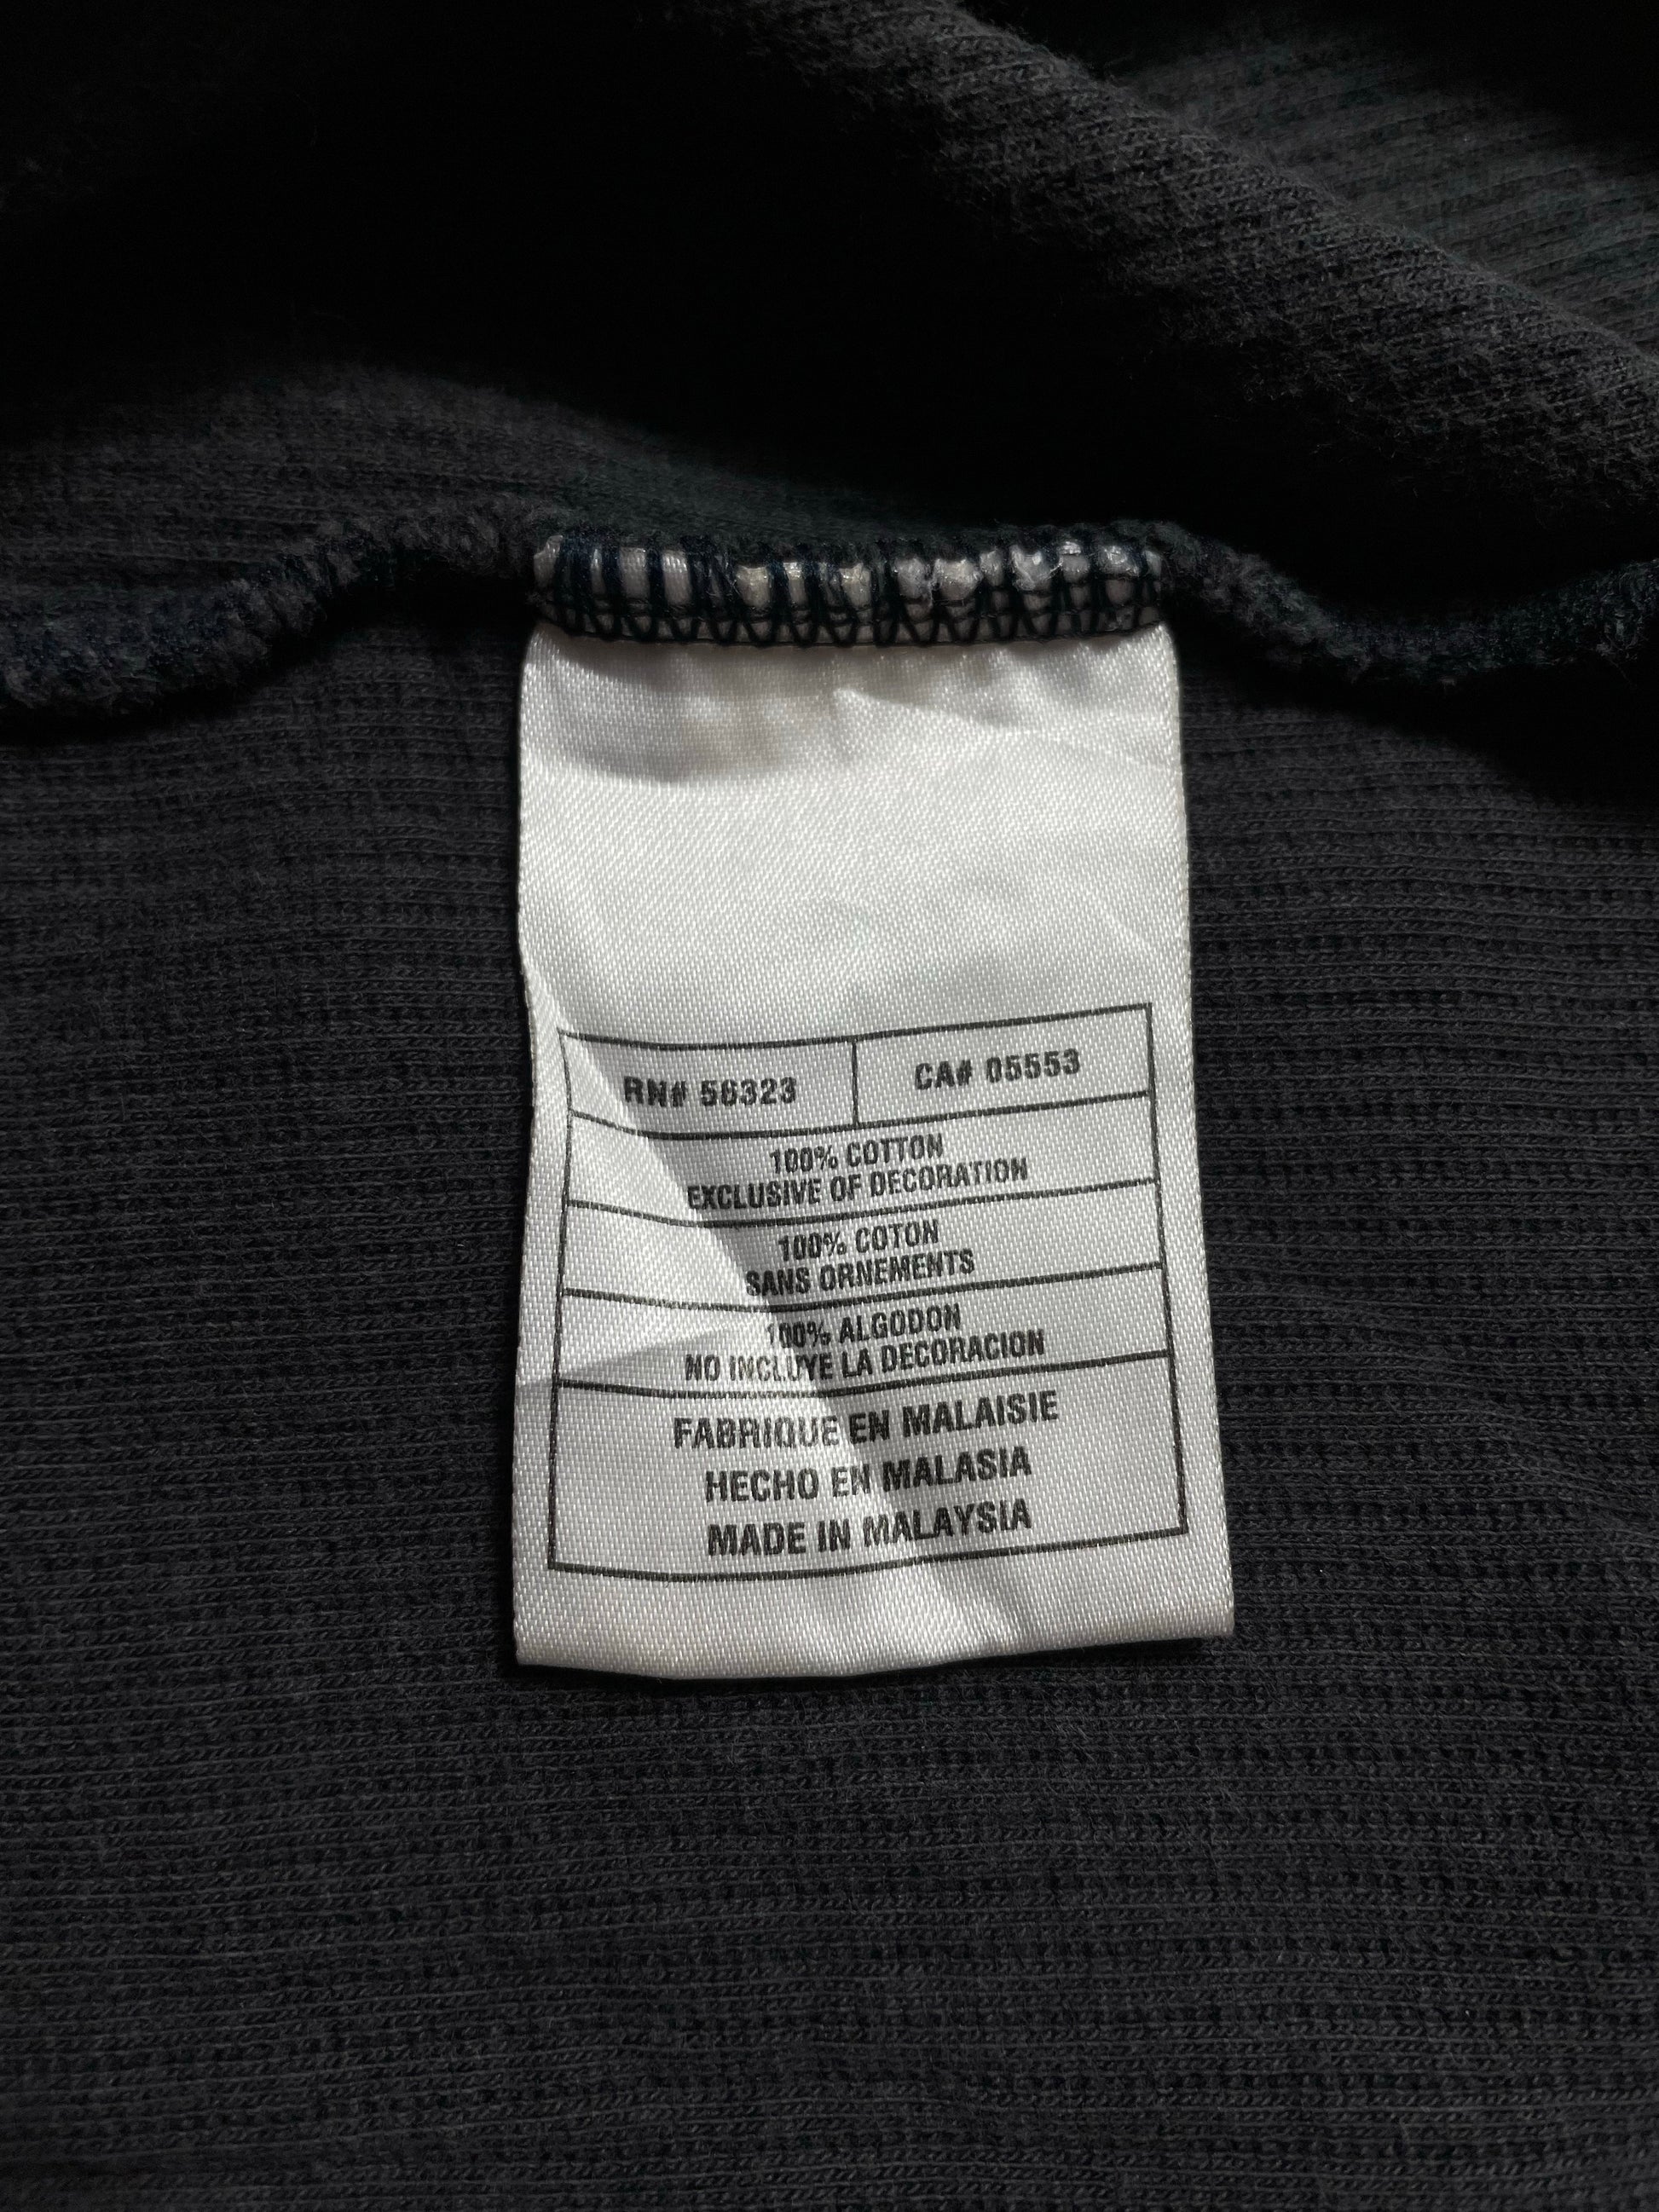 RN# 56323 CA# 05553
100% COTTON
EXCLUSIVE OF DECORATION
100% COTON
SANS ORNEMENTS
100% ALGODON
NO INCLUYE LA DECORACION
FABRIQUE EN MALAISIE
HECHO EN MALASIA
MADE IN MALAYSIA